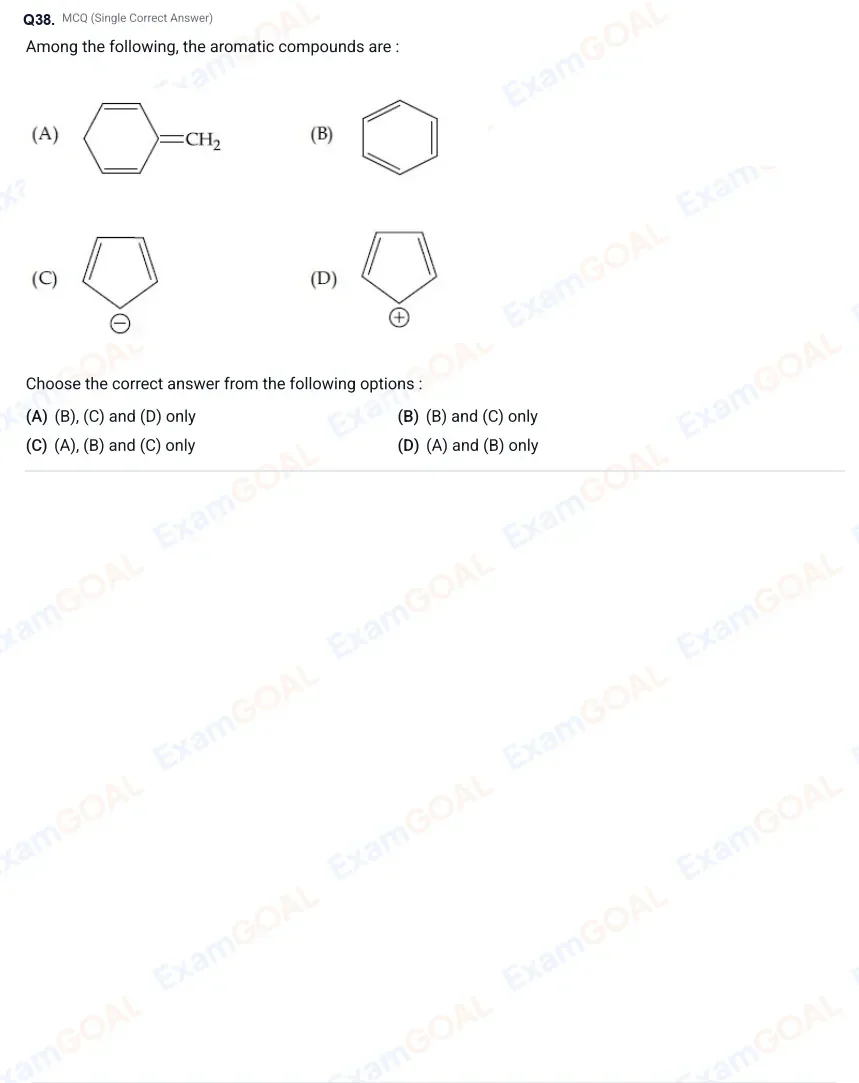 Q38. MCQ (Single Correct Answer)
Among the following, the aromatic compounds are :
(A) =CH₂ (B)
(C) ⊖ (D) ⊕
Choose the correct answer from the following options :
(A) (B), (C) and (D) only (B) (B) and (C) only
(C) (A), (B) and (C) only (D) (A) and (B) only
ExamGOAL